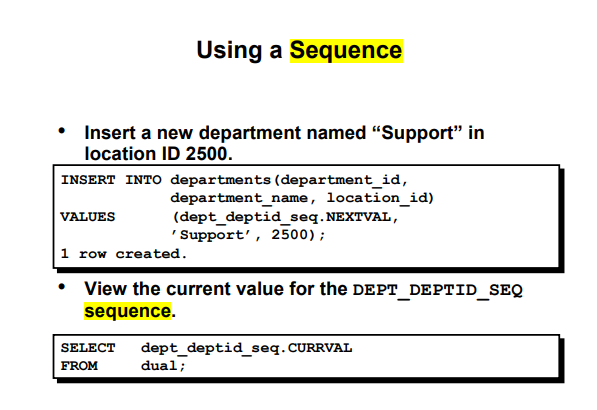 Using a Sequence
• Insert a new department named “Support” in
location ID 2500.
INSERT INTO departments(department_id,
department_name, location_id)
VALUES (dept_deptid_seq.NEXTVAL,
’Support’, 2500);
1 row created.
• View the current value for the DEPT_DEPTID_SEQ
sequence.
SELECT dept_deptid_seq.CURRVAL
FROM dual;